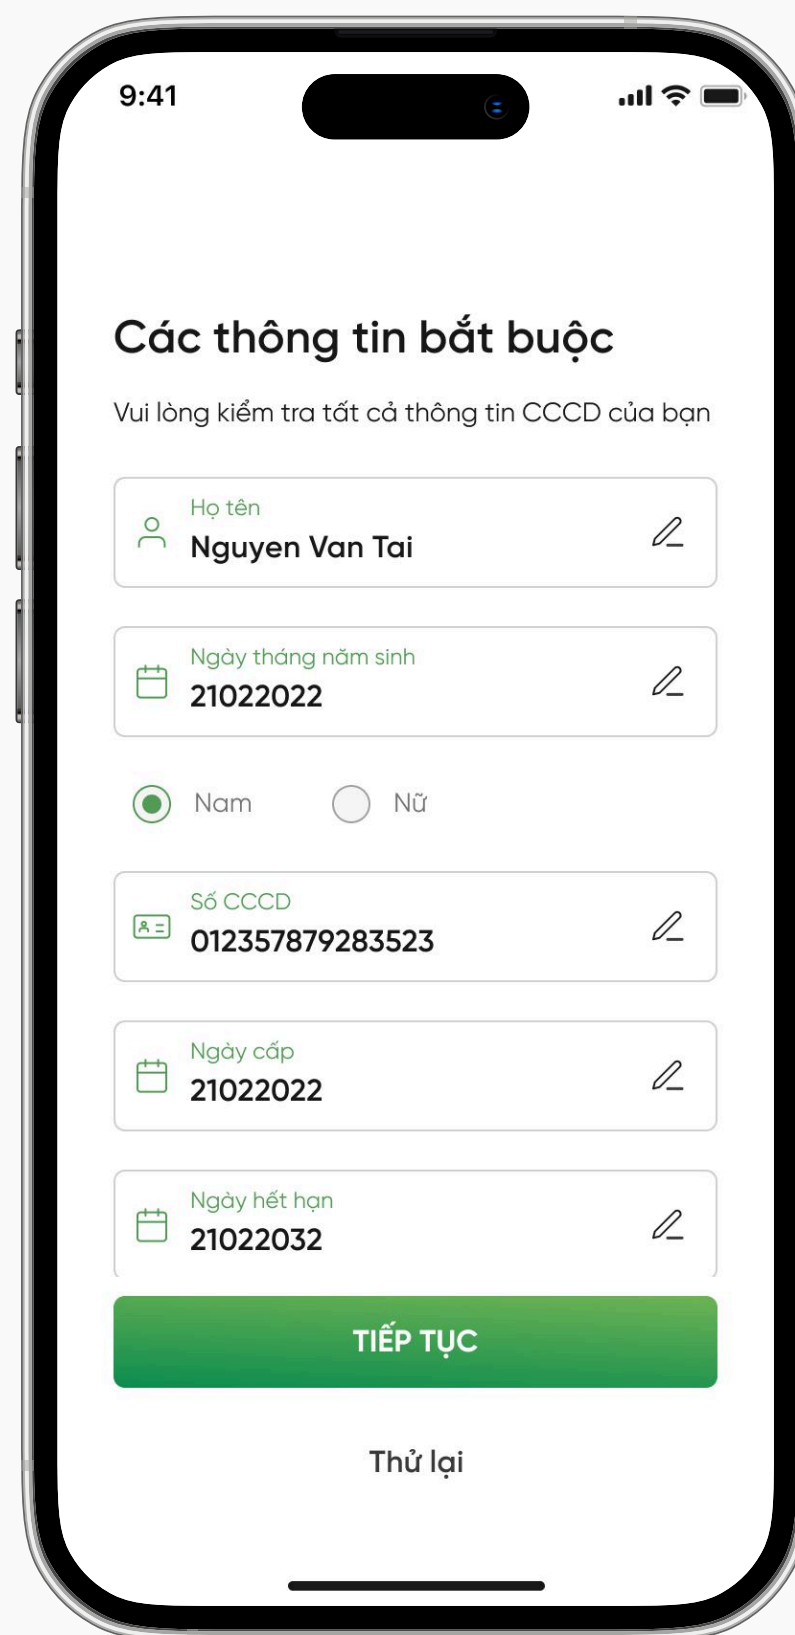 9:41
Các thông tin bắt buộc
Vui lòng kiểm tra tất cả thông tin CCCD của bạn
Họ tên
Nguyen Van Tai
Ngày tháng năm sinh
21022022
Nam Nữ
Số CCCD
012357879283523
Ngày cấp
21022022
Ngày hết hạn
21022032
TIẾP TỤC
Thử lại